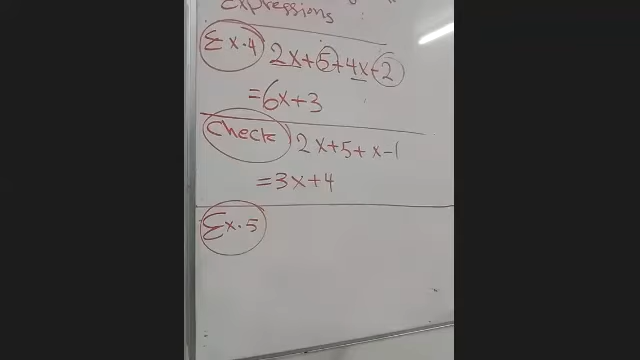 Expressions :
Ex.4 2x+5+4x-2
=6x+3
Check 2x+5+x-1
=3x+4
Ex.5